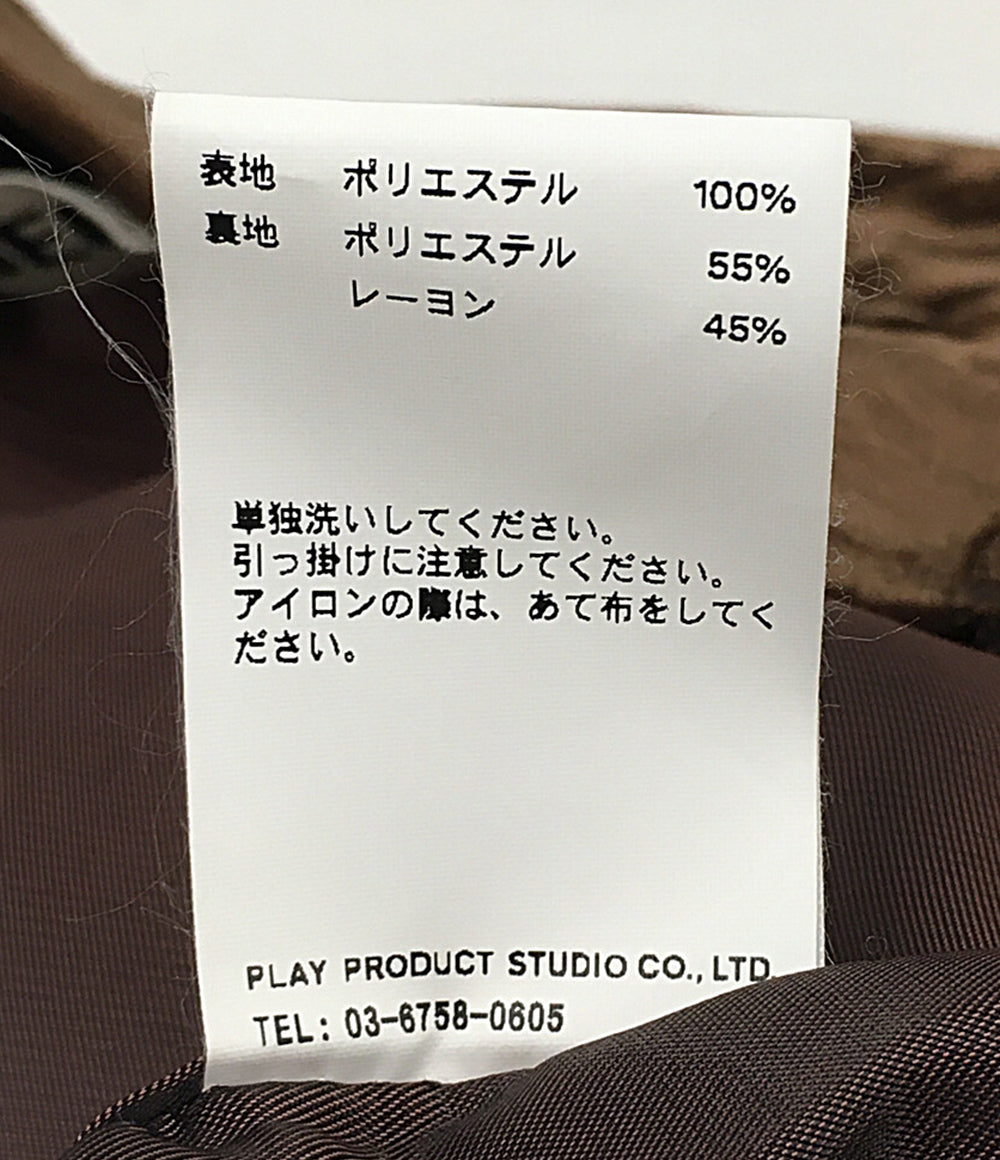 表地 ポリエステル 100%
裏地 ポリエステル 55%
レーヨン 45%
単独洗いしてください。
引っ掛けに注意してください。
アイロンの際は、あて布をしてく
ださい。
PLAY PRODUCT STUDIO CO., LTD.
TEL: 03-6758-0605